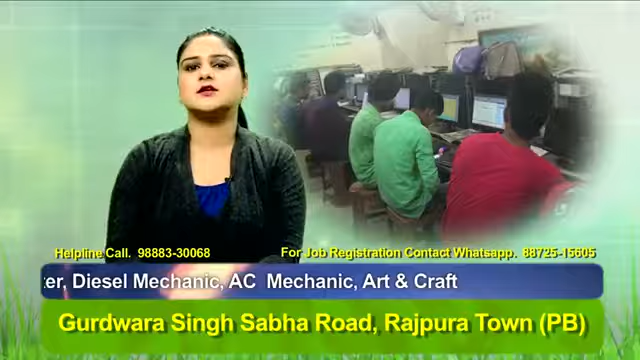 Helpline Call. 98883-30068
For Job Registration Contact Whatsapp. 88725-15605
er, Diesel Mechanic, AC Mechanic, Art & Craft
Gurdwara Singh Sabha Road, Rajpura Town (PB)